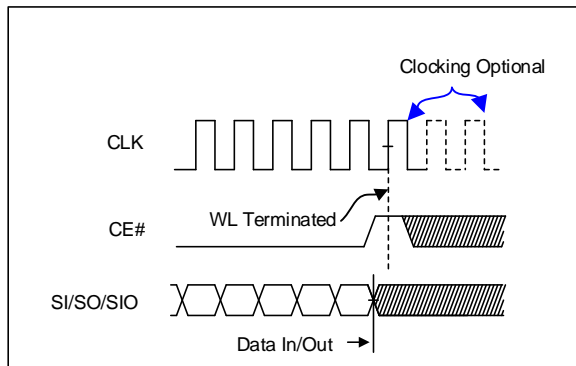 Clocking Optional
CLK
WL Terminated
CE#
SI/SO/SIO
Data In/Out